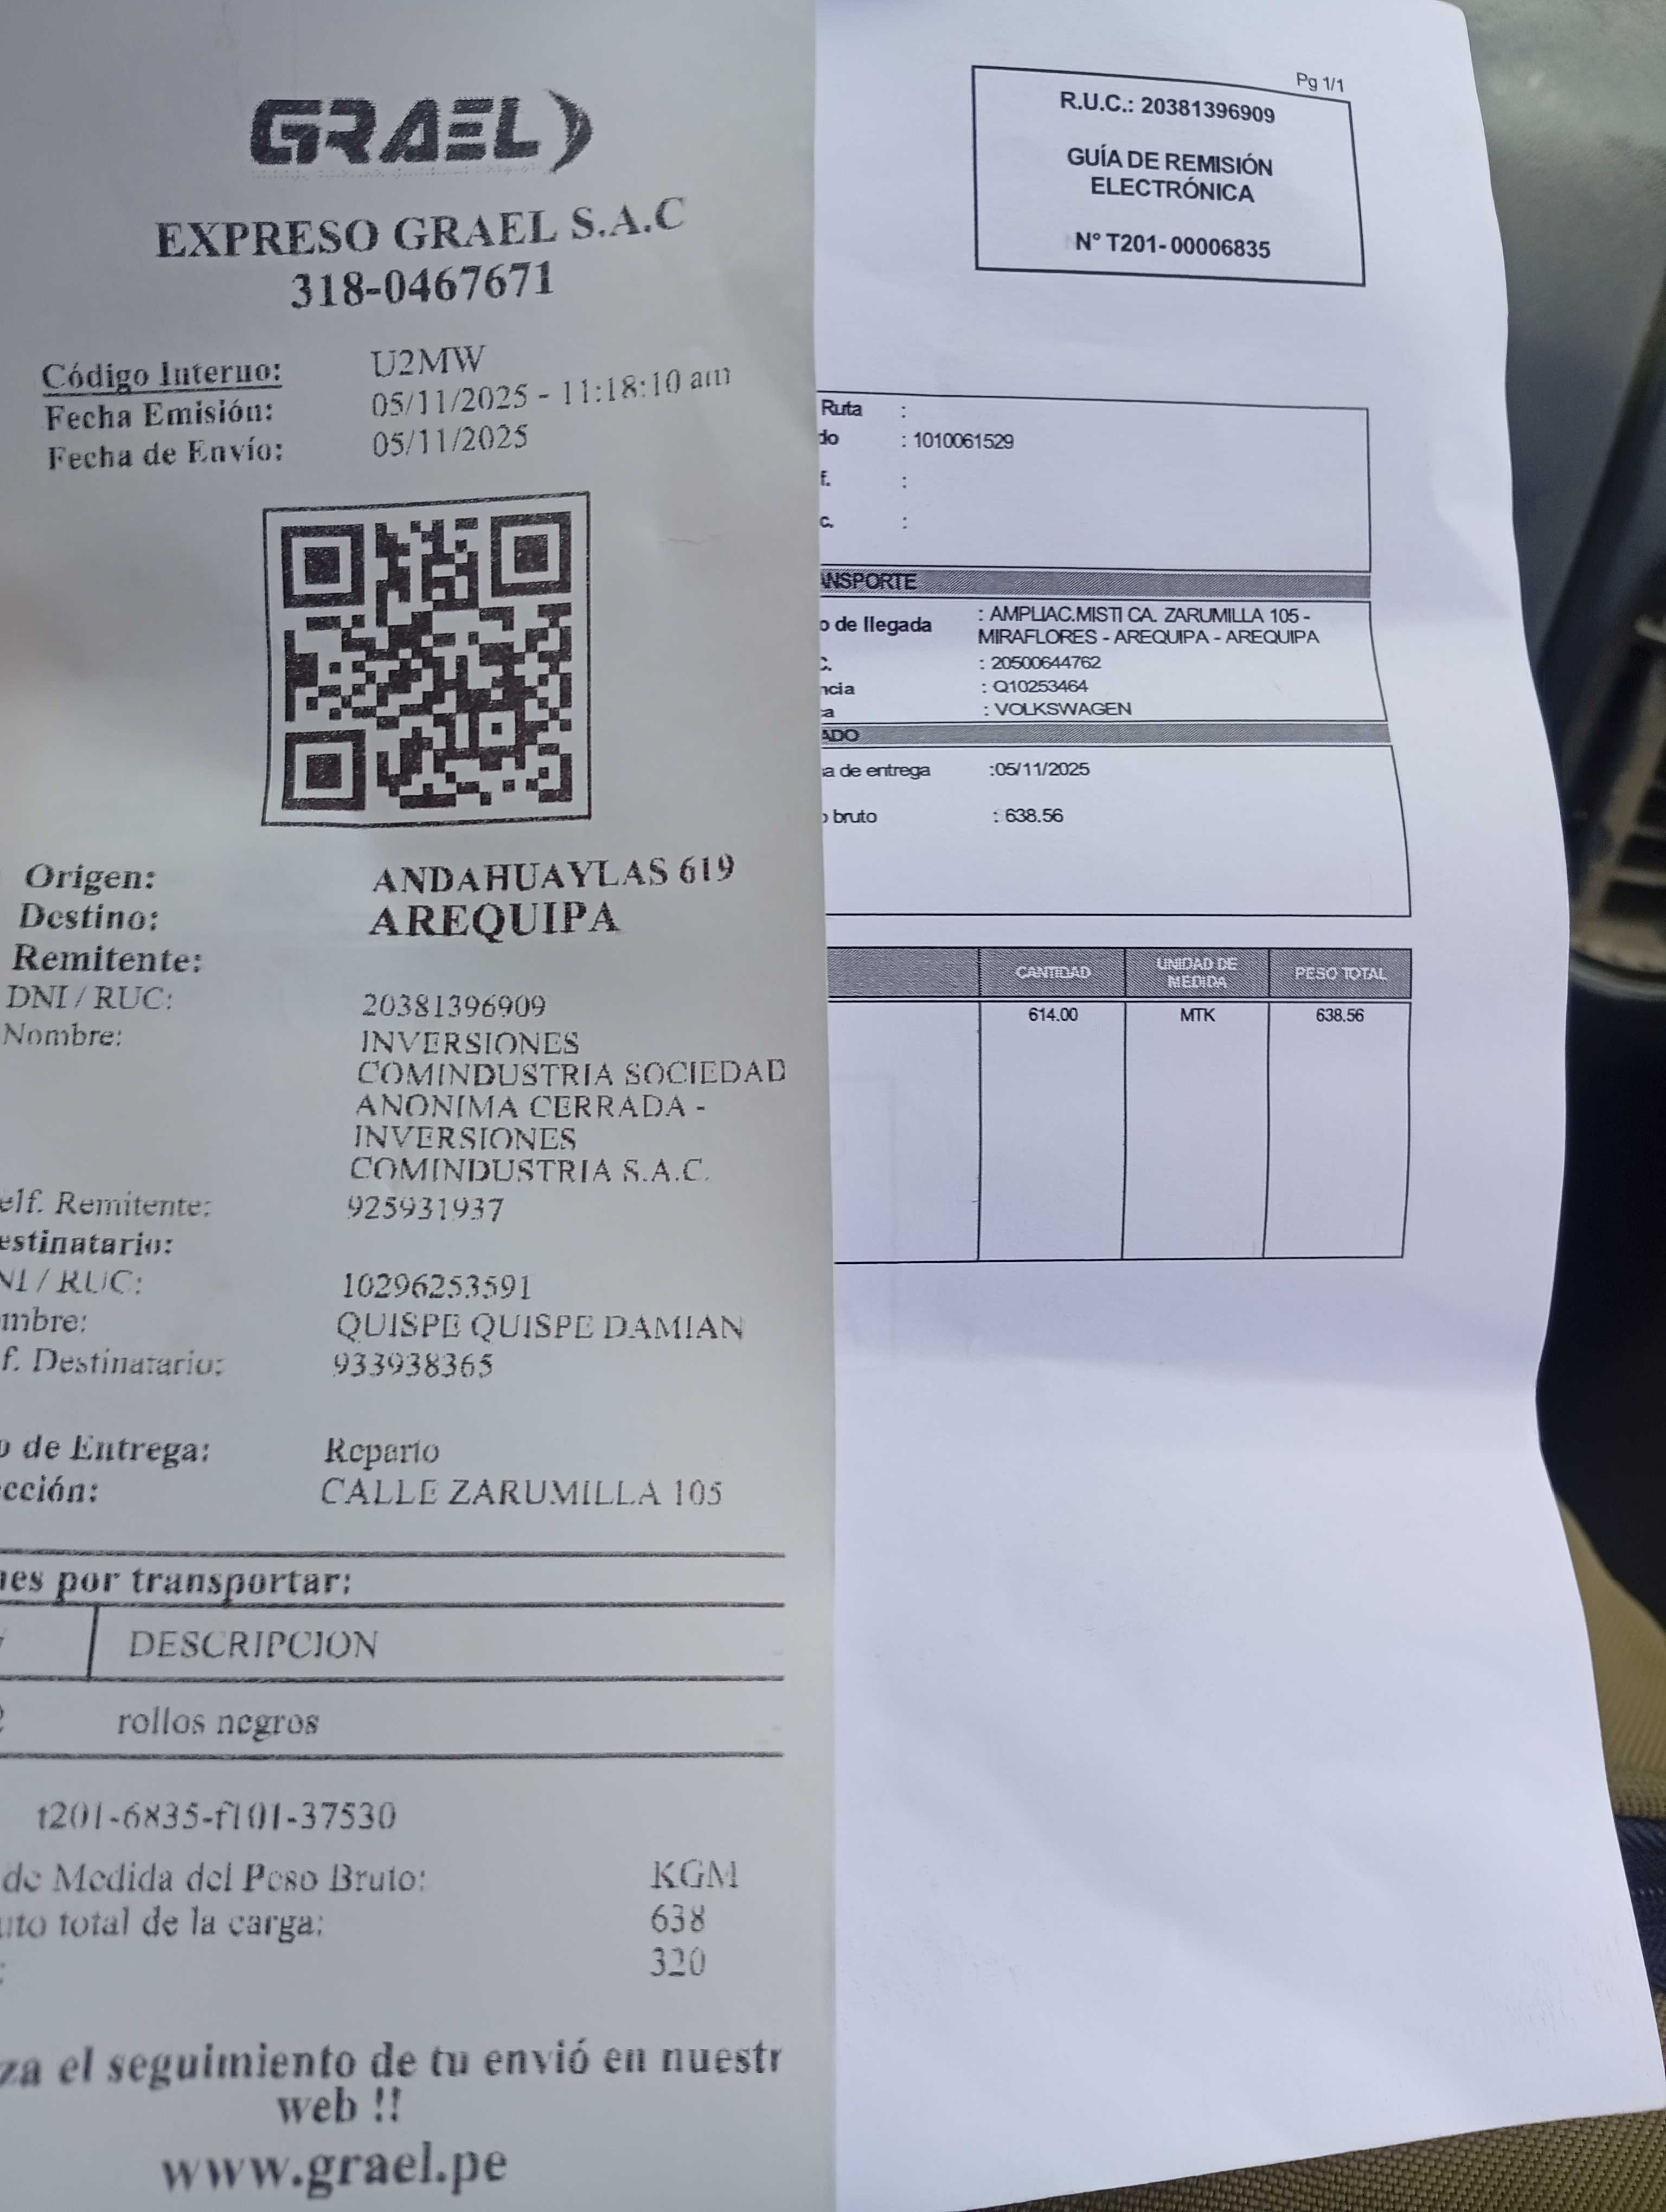 GRAEL
EXPRESO GRAEL S.A.C
318-0467671
Código Interno: U2MW
Fecha Emisión: 05/11/2025 - 11:18:10 am
Fecha de Envío: 05/11/2025
Origen: ANDAHUAYLAS 619
Destino: AREQUIPA
Remitente:
DNI / RUC: 20381396909
Nombre: INVERSIONES
COMINDUSTRIA SOCIEDAD
ANONIMA CERRADA -
INVERSIONES
COMINDUSTRIA S.A.C.
elf. Remitente: 925931937
estinatario:
NI / RUC: 10296253591
mbre: QUISPE QUISPE DAMIAN
f. Destinatario: 933938365
o de Entrega: Reparto
cción: CALLE ZARUMILLA 105
nes por transportar:
DESCRIPCION
rollos negros
t201-6835-f101-37530
de Medida del Peso Bruto: KGM
uto total de la carga: 638
: 320
za el seguimiento de tu envió en nuestr
web !!
www.grael.pe
Pg 1/1
R.U.C.: 20381396909
GUÍA DE REMISIÓN
ELECTRÓNICA
N° T201- 00006835
Ruta :
do : 1010061529
f. :
c. :
ANSPORTE
o de llegada : AMPLIAC.MISTI CA. ZARUMILLA 105 -
MIRAFLORES - AREQUIPA - AREQUIPA
C. : 20500644762
ncia : Q10253464
a : VOLKSWAGEN
ADO
a de entrega :05/11/2025
o bruto : 638.56
CANTIDAD UNIDAD DE MEDIDA PESO TOTAL
614.00 MTK 638.56